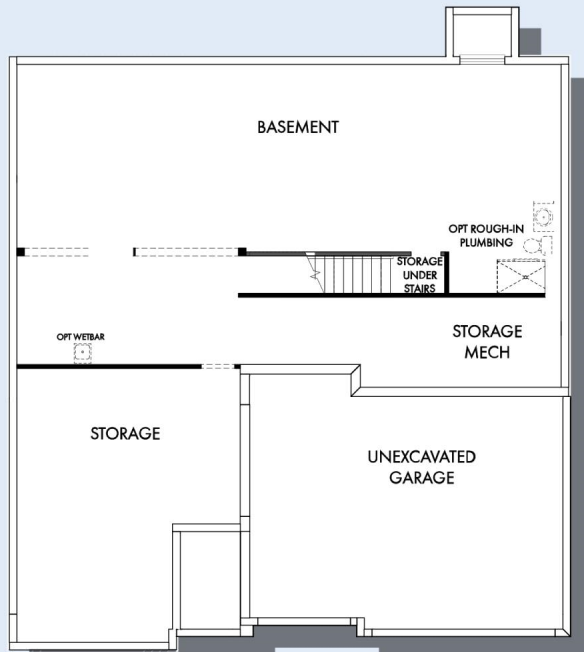 BASEMENT
OPT ROUGH-IN
PLUMBING
STORAGE
UNDER
STAIRS
OPT WETBAR
STORAGE
MECH
STORAGE
UNEXCAVATED
GARAGE